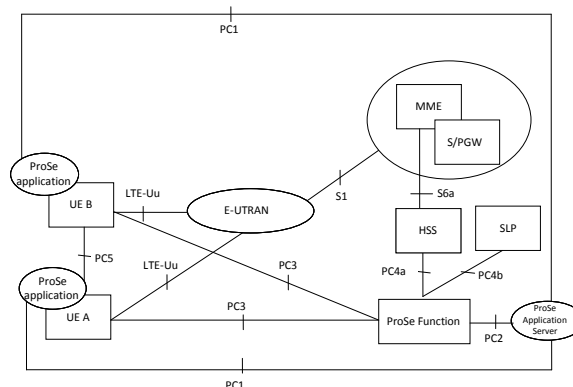 PC1
MME
S/PGW
ProSe
application
UE B
LTE-Uu
E-UTRAN
S1
S6a
HSS
SLP
PC5
LTE-Uu
PC3
PC4a
PC4b
ProSe
application
UE A
PC3
ProSe Function
PC2
ProSe
Application
Server
PC1